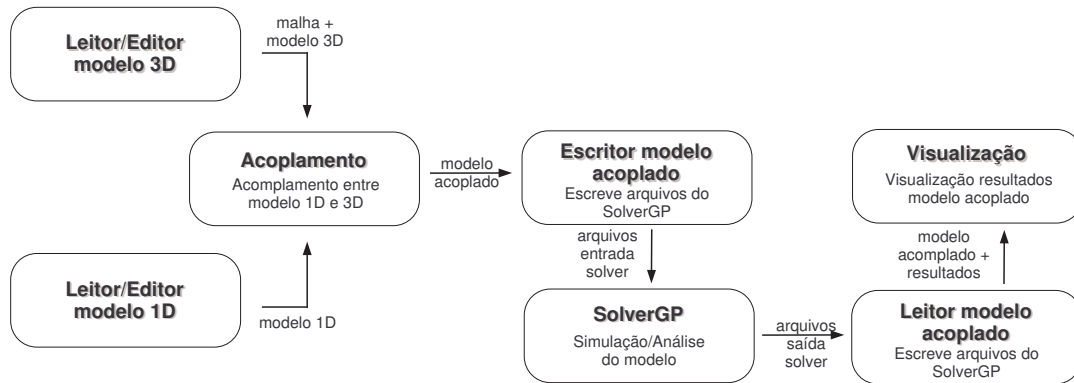 Leitor/Editor
modelo 3D
malha +
modelo 3D
Acoplamento
Acomplamento entre
modelo 1D e 3D
Leitor/Editor
modelo 1D
modelo 1D
modelo
acoplado
Escritor modelo
acoplado
Escreve arquivos do
SolverGP
arquivos
entrada
solver
SolverGP
Simulação/Análise
do modelo
arquivos
saída
solver
Leitor modelo
acoplado
Escreve arquivos do
SolverGP
modelo
acomplado +
resultados
Visualização
Visualização resultados
modelo acoplado